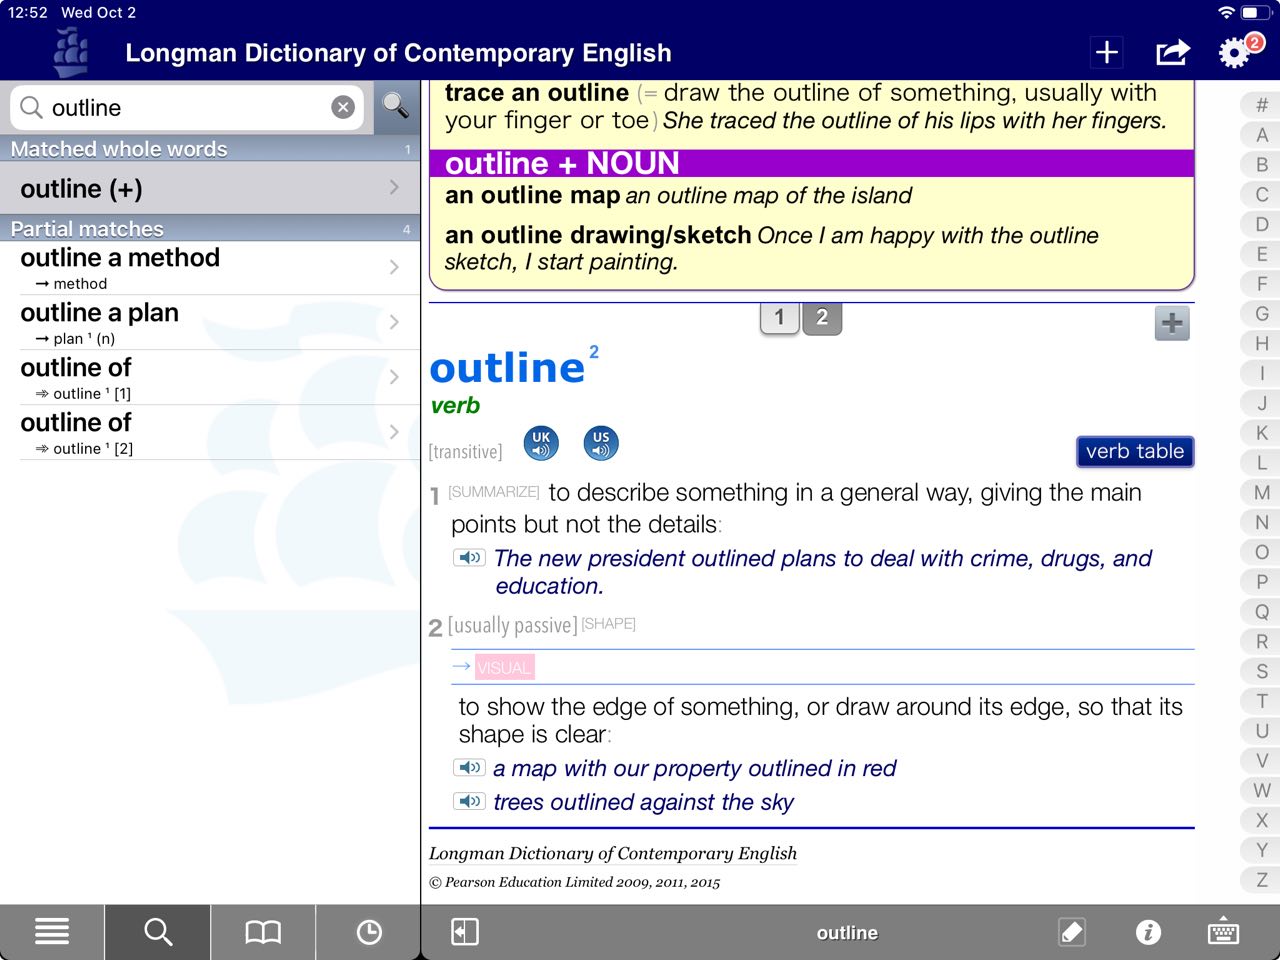 12:52 Wed Oct 2
Longman Dictionary of Contemporary English
2
outline
Matched whole words 1
outline (+)
Partial matches 4
outline a method
→ method
outline a plan
→ plan ¹ (n)
outline of
⇒ outline ¹ [1]
outline of
⇒ outline ¹ [2]
trace an outline (= draw the outline of something, usually with
your finger or toe) She traced the outline of his lips with her fingers.
outline + NOUN
an outline map an outline map of the island
an outline drawing/sketch Once I am happy with the outline
sketch, I start painting.
1 2
outline ²
verb
[transitive] UK US verb table
1 [SUMMARIZE] to describe something in a general way, giving the main
points but not the details:
The new president outlined plans to deal with crime, drugs, and
education.
2 [usually passive] [SHAPE]
→ VISUAL
to show the edge of something, or draw around its edge, so that its
shape is clear:
a map with our property outlined in red
trees outlined against the sky
Longman Dictionary of Contemporary English
© Pearson Education Limited 2009, 2011, 2015
outline
#
A
B
C
D
E
F
G
H
I
J
K
L
M
N
O
P
Q
R
S
T
U
V
W
X
Y
Z